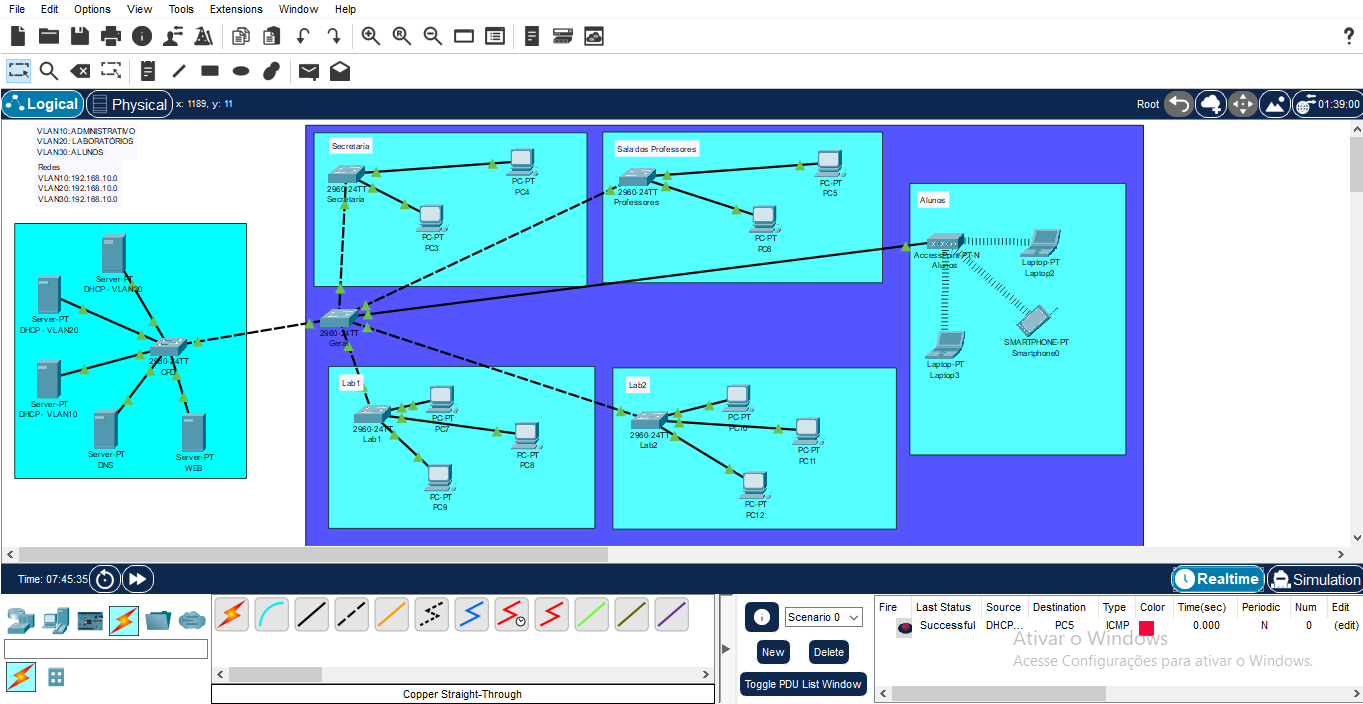 File Edit Options View Tools Extensions Window Help
Logical Physical x: 1189, y: 11 Root 01:39:00
VLAN10: ADMINISTRATIVO
VLAN20: LABORATÓRIOS
VLAN30: ALUNOS
Redes
VLAN10:192.168.10.0
VLAN20:192.168.10.0
VLAN30:192.168.10.0
Server-PT
DHCP - VLAN30
Server-PT
DHCP - VLAN20
2960-24TT
CPD
Server-PT
DHCP - VLAN10
Server-PT
DNS
Server-PT
WEB
Secretaria
2960-24TT
Secretaria
PC-PT
PC4
PC-PT
PC3
Sala dos Professores
2960-24TT
Professores
PC-PT
PC5
PC-PT
PC6
Alunos
AccessPoint-PT-N
Alunos
Laptop-PT
Laptop2
SMARTPHONE-PT
Smartphone0
Laptop-PT
Laptop3
2960-24TT
Geral
Lab1
2960-24TT
Lab1
PC-PT
PC7
PC-PT
PC8
PC-PT
PC9
Lab2
2960-24TT
Lab2
PC-PT
PC10
PC-PT
PC11
PC-PT
PC12
Time: 07:45:35 Realtime Simulation
Copper Straight-Through
Scenario 0
New Delete
Toggle PDU List Window
Fire Last Status Source Destination Type Color Time(sec) Periodic Num Edit
Successful DHCP... PC5 ICMP 0.000 N 0 (edit)
Ativar o Windows
Acesse Configurações para ativar o Windows.